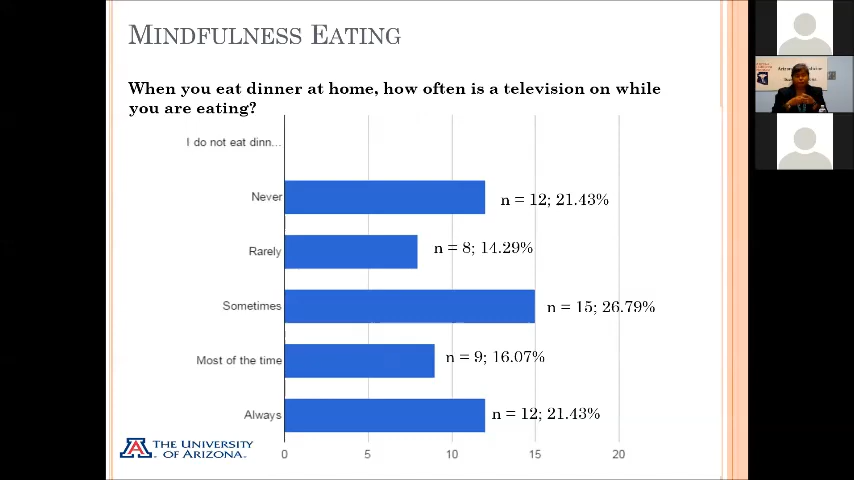 MINDFULNESS EATING
When you eat dinner at home, how often is a television on while
you are eating?
I do not eat dinn...
Never
n = 12; 21.43%
Rarely
n = 8; 14.29%
Sometimes
n = 15; 26.79%
Most of the time
n = 9; 16.07%
Always
n = 12; 21.43%
0 5 10 15 20
THE UNIVERSITY
OF ARIZONA.